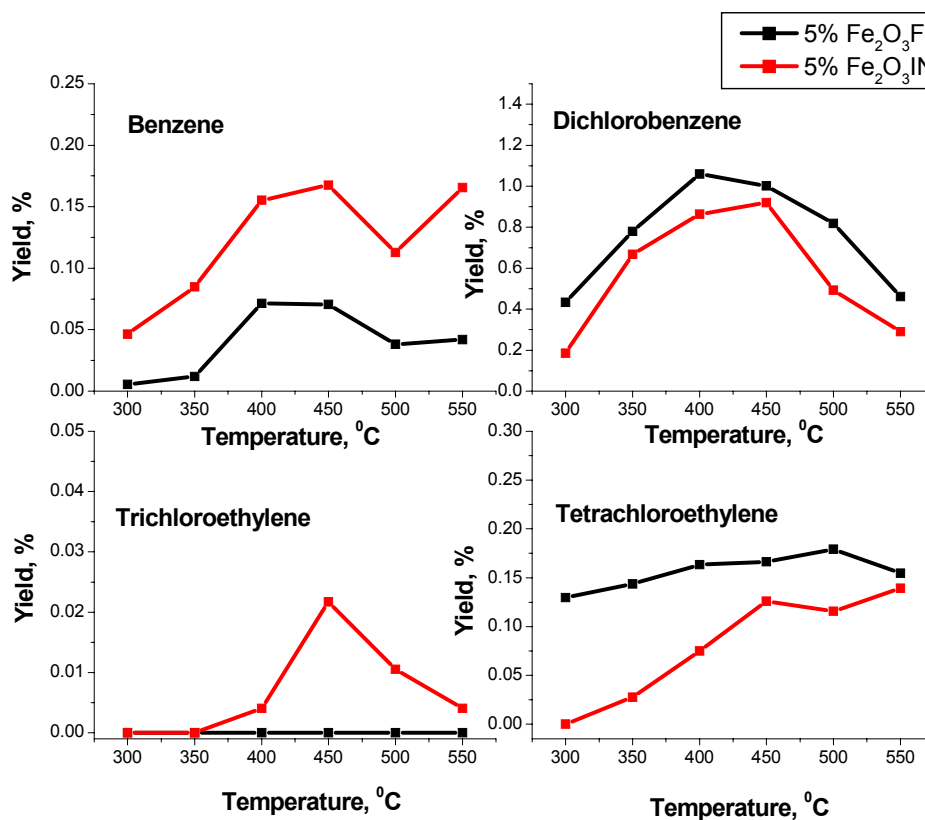 5% Fe₂O₃F
5% Fe₂O₃IN
Benzene
Yield, %
0.25
0.20
0.15
0.10
0.05
0.00
300 350 400 450 500 550
Temperature, ⁰C
Dichlorobenzene
Yield, %
1.4
1.2
1.0
0.8
0.6
0.4
0.2
0.0
300 350 400 450 500 550
Temperature, ⁰C
Trichloroethylene
Yield, %
0.05
0.04
0.03
0.02
0.01
0.00
300 350 400 450 500 550
Temperature, ⁰C
Tetrachloroethylene
Yield, %
0.30
0.25
0.20
0.15
0.10
0.05
0.00
300 350 400 450 500 550
Temperature, ⁰C